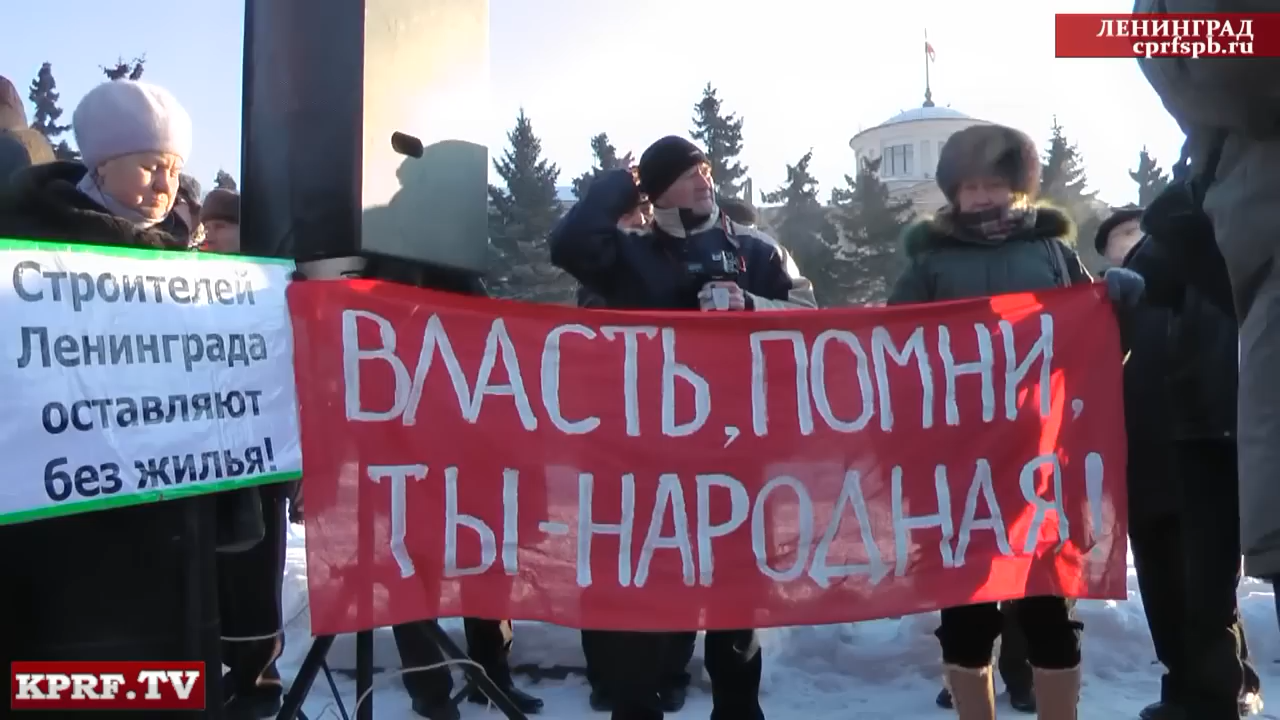 ЛЕНИНГРАД
cprfspb.ru
Строителей
Ленинграда
оставляют
без жилья!
ВЛАСТЬ, ПОМНИ,
ТЫ-НАРОДНАЯ!
KPRF.TV